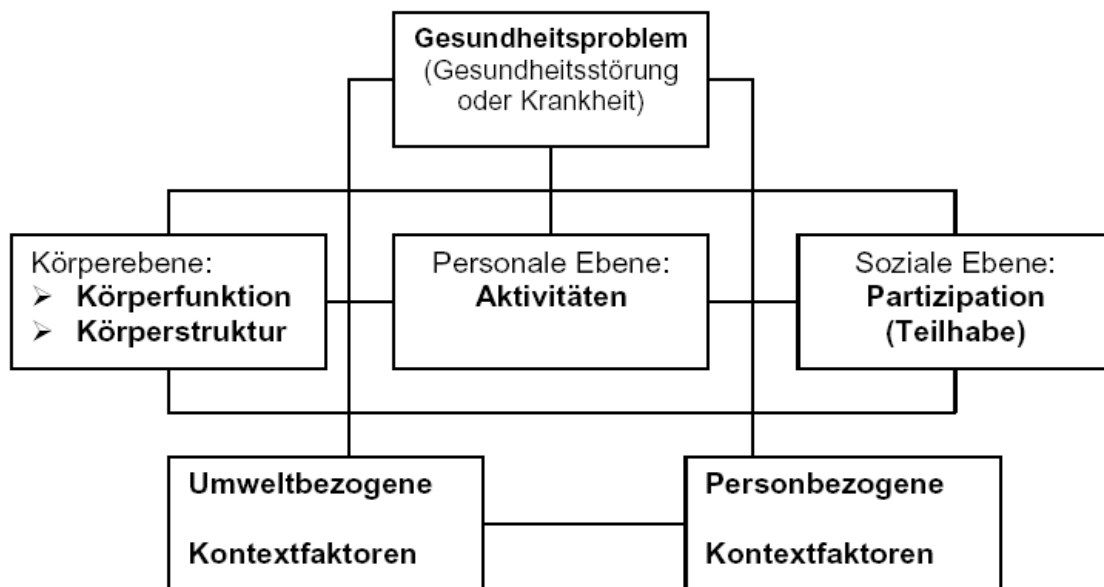 Gesundheitsproblem
(Gesundheitsstörung
oder Krankheit)
Körperebene:
➢ Körperfunktion
➢ Körperstruktur
Personale Ebene:
Aktivitäten
Soziale Ebene:
Partizipation
(Teilhabe)
Umweltbezogene
Kontextfaktoren
Personbezogene
Kontextfaktoren